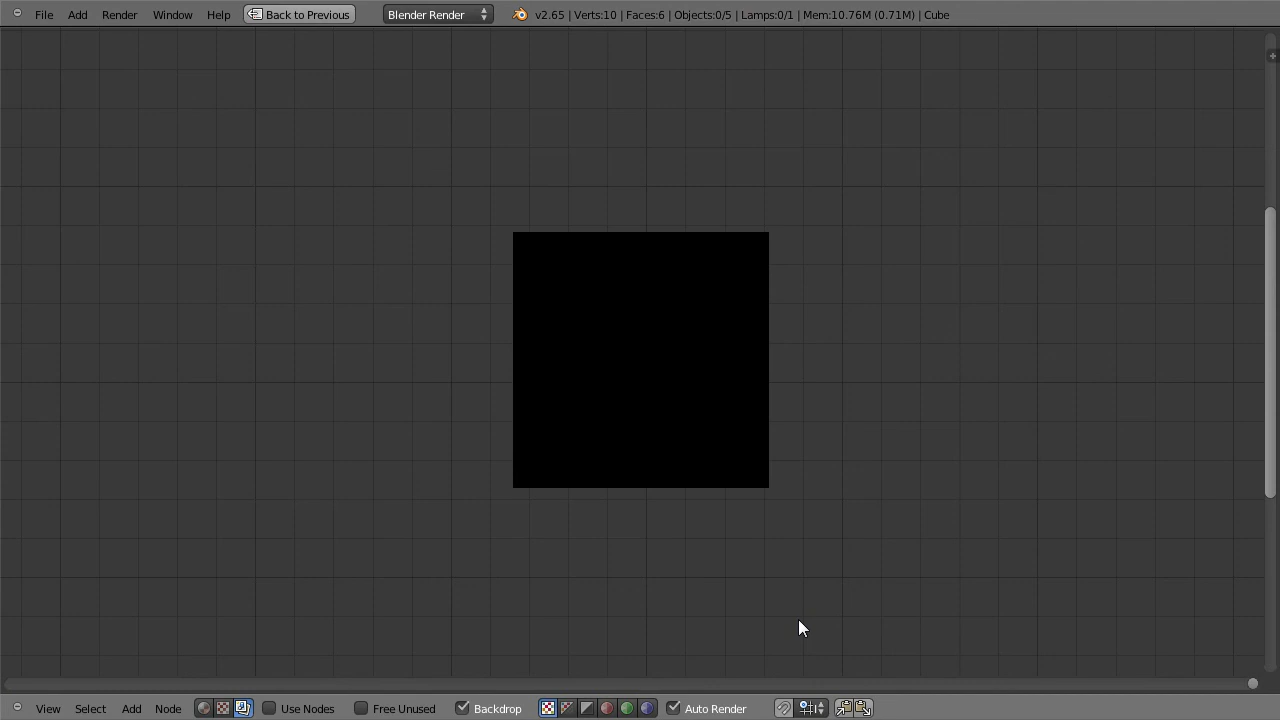 File Add Render Window Help Back to Previous Blender Render v2.65 | Verts:10 | Faces:6 | Objects:0/5 | Lamps:0/1 | Mem:10.76M (0.71M) | Cube
View Select Add Node Use Nodes Free Unused Backdrop Auto Render